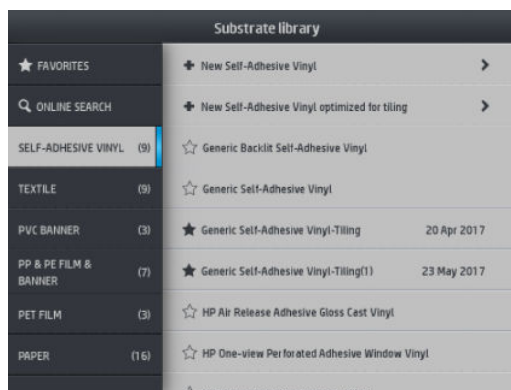 Substrate library
FAVORITES
ONLINE SEARCH
SELF-ADHESIVE VINYL (9)
TEXTILE (9)
PVC BANNER (3)
PP & PE FILM &
BANNER (7)
PET FILM (3)
PAPER (16)
New Self-Adhesive Vinyl
New Self-Adhesive Vinyl optimized for tiling
Generic Backlit Self-Adhesive Vinyl
Generic Self-Adhesive Vinyl
Generic Self-Adhesive Vinyl-Tiling 20 Apr 2017
Generic Self-Adhesive Vinyl-Tiling(1) 23 May 2017
HP Air Release Adhesive Gloss Cast Vinyl
HP One-view Perforated Adhesive Window Vinyl